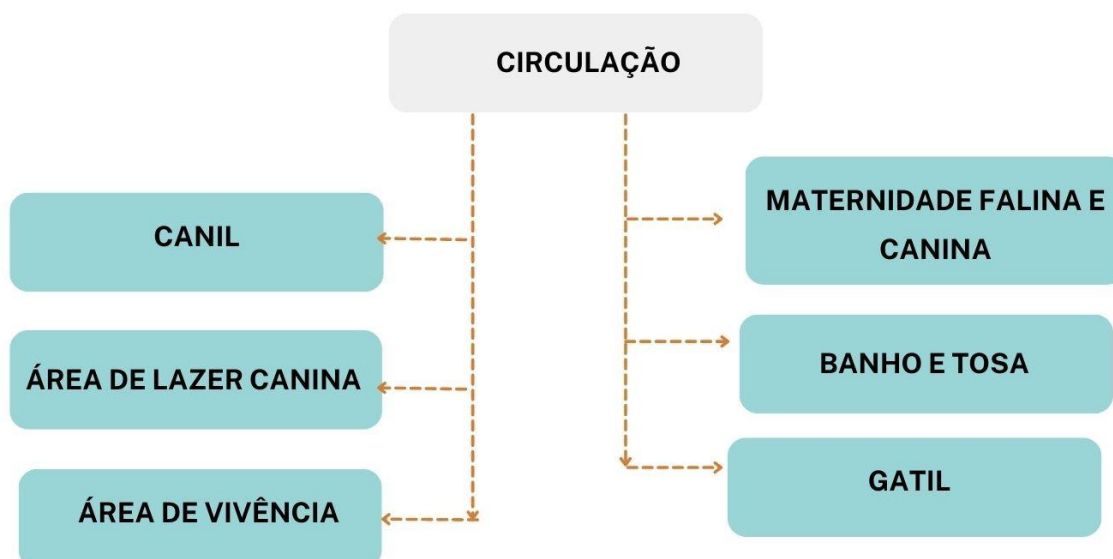 CIRCULAÇÃO
CANIL
ÁREA DE LAZER CANINA
ÁREA DE VIVÊNCIA
MATERNIDADE FALINA E
CANINA
BANHO E TOSA
GATIL